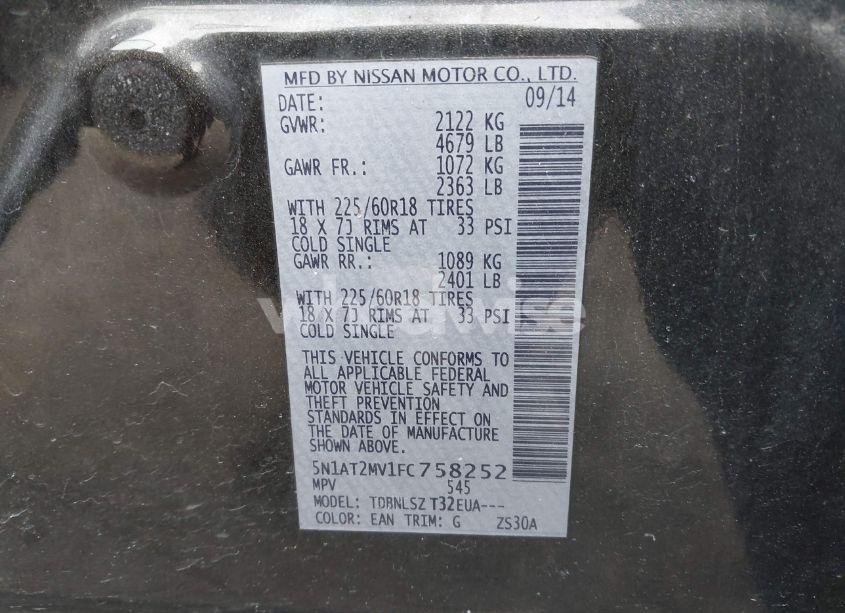 MFD BY NISSAN MOTOR CO., LTD.
DATE: 09/14
GVWR: 2122 KG
4679 LB
GAWR FR.: 1072 KG
2363 LB
WITH 225/60R18 TIRES
18 X 7J RIMS AT 33 PSI
COLD SINGLE
GAWR RR.: 1089 KG
2401 LB
WITH 225/60R18 TIRES
18 X 7J RIMS AT 33 PSI
COLD SINGLE
THIS VEHICLE CONFORMS TO
ALL APPLICABLE FEDERAL
MOTOR VEHICLE SAFETY AND
THEFT PREVENTION
STANDARDS IN EFFECT ON
THE DATE OF MANUFACTURE
SHOWN ABOVE.
5N1AT2MV1FC758252
MPV 545
MODEL: TDBNLSZ T32EUA---
COLOR: EAN TRIM: G ZS30A